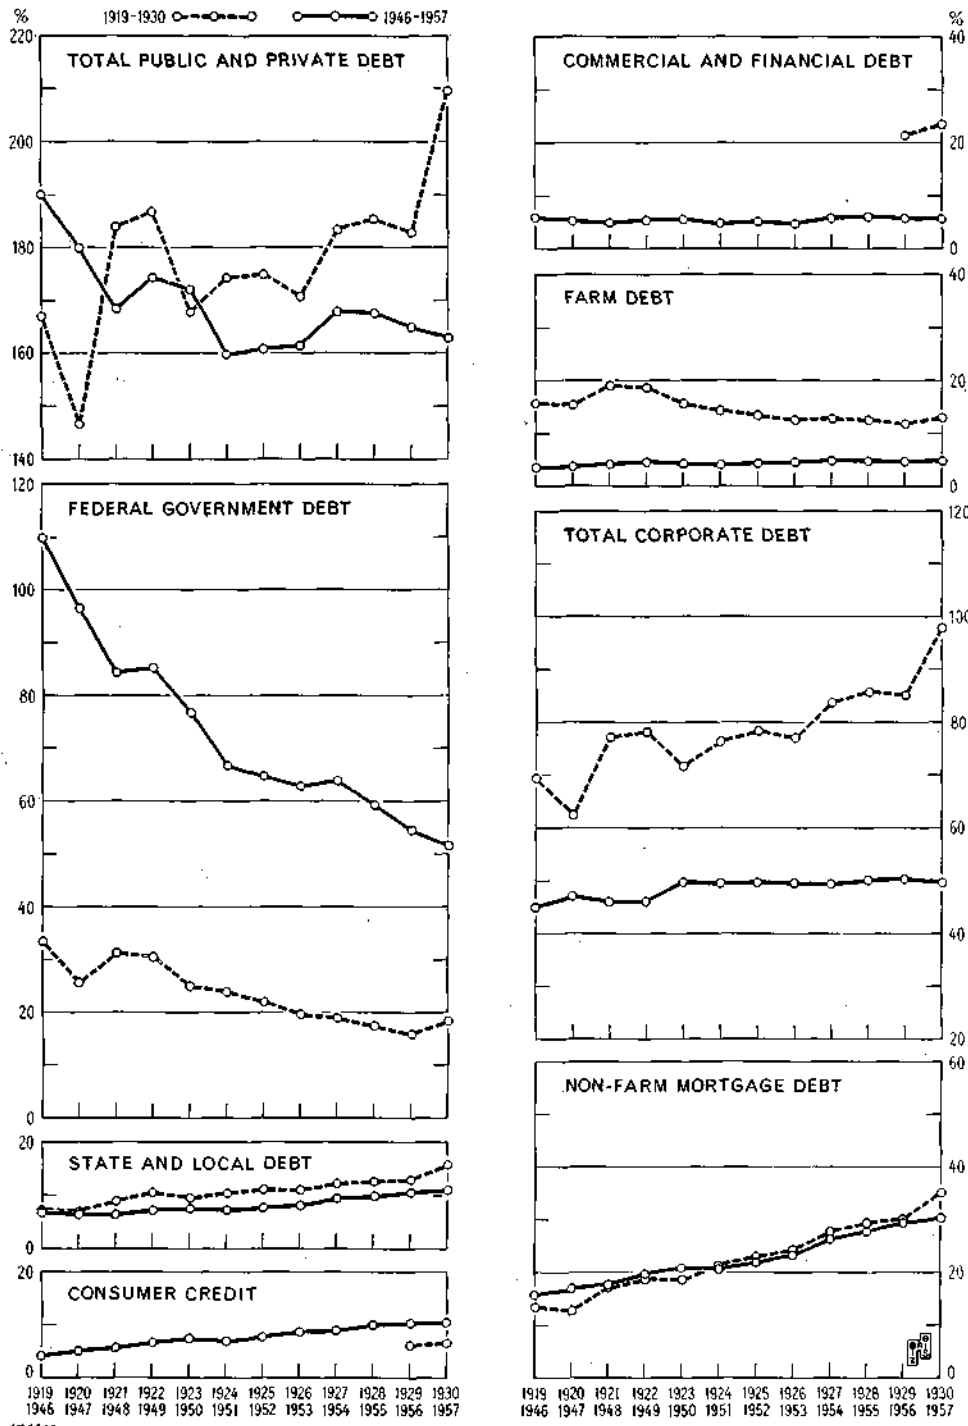 % 1919-1930 1946-1957 %
TOTAL PUBLIC AND PRIVATE DEBT
220
200
180
160
140
FEDERAL GOVERNMENT DEBT
120
100
80
60
40
20
0
STATE AND LOCAL DEBT
20
0
CONSUMER CREDIT
20
0
1919 1920 1921 1922 1923 1924 1925 1926 1927 1928 1929 1930
1946 1947 1948 1949 1950 1951 1952 1953 1954 1955 1956 1957
COMMERCIAL AND FINANCIAL DEBT
40
20
0
FARM DEBT
40
20
0
TOTAL CORPORATE DEBT
120
100
80
60
40
20
NON-FARM MORTGAGE DEBT
60
40
20
0
1919 1920 1921 1922 1923 1924 1925 1926 1927 1928 1929 1930
1946 1947 1948 1949 1950 1951 1952 1953 1954 1955 1956 1957